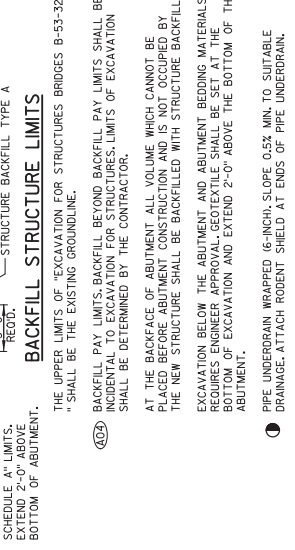 STRUCTURE BACKFILL TYPE A
REQ'D.
SCHEDULE A" LIMITS.
EXTEND 2'-0" ABOVE
BOTTOM OF ABUTMENT.
BACKFILL STRUCTURE LIMITS
THE UPPER LIMITS OF "EXCAVATION FOR STRUCTURES BRIDGES B-53-32
" SHALL BE THE EXISTING GROUNDLINE.
A04 BACKFILL PAY LIMITS. BACKFILL BEYOND BACKFILL PAY LIMITS SHALL BE
INCIDENTAL TO EXCAVATION FOR STRUCTURES. LIMITS OF EXCAVATION
SHALL BE DETERMINED BY THE CONTRACTOR.
AT THE BACKFACE OF ABUTMENT ALL VOLUME WHICH CANNOT BE
PLACED BEFORE ABUTMENT CONSTRUCTION AND IS NOT OCCUPIED BY
THE NEW STRUCTURE SHALL BE BACKFILLED WITH STRUCTURE BACKFILL
EXCAVATION BELOW THE ABUTMENT AND ABUTMENT BEDDING MATERIALS
REQUIRES ENGINEER APPROVAL. GEOTEXTILE SHALL BE SET AT THE
BOTTOM OF EXCAVATION AND EXTEND 2'-0" ABOVE THE BOTTOM OF TH
ABUTMENT.
PIPE UNDERDRAIN WRAPPED (6-INCH). SLOPE 0.5% MIN. TO SUITABLE
DRAINAGE. ATTACH RODENT SHIELD AT ENDS OF PIPE UNDERDRAIN.